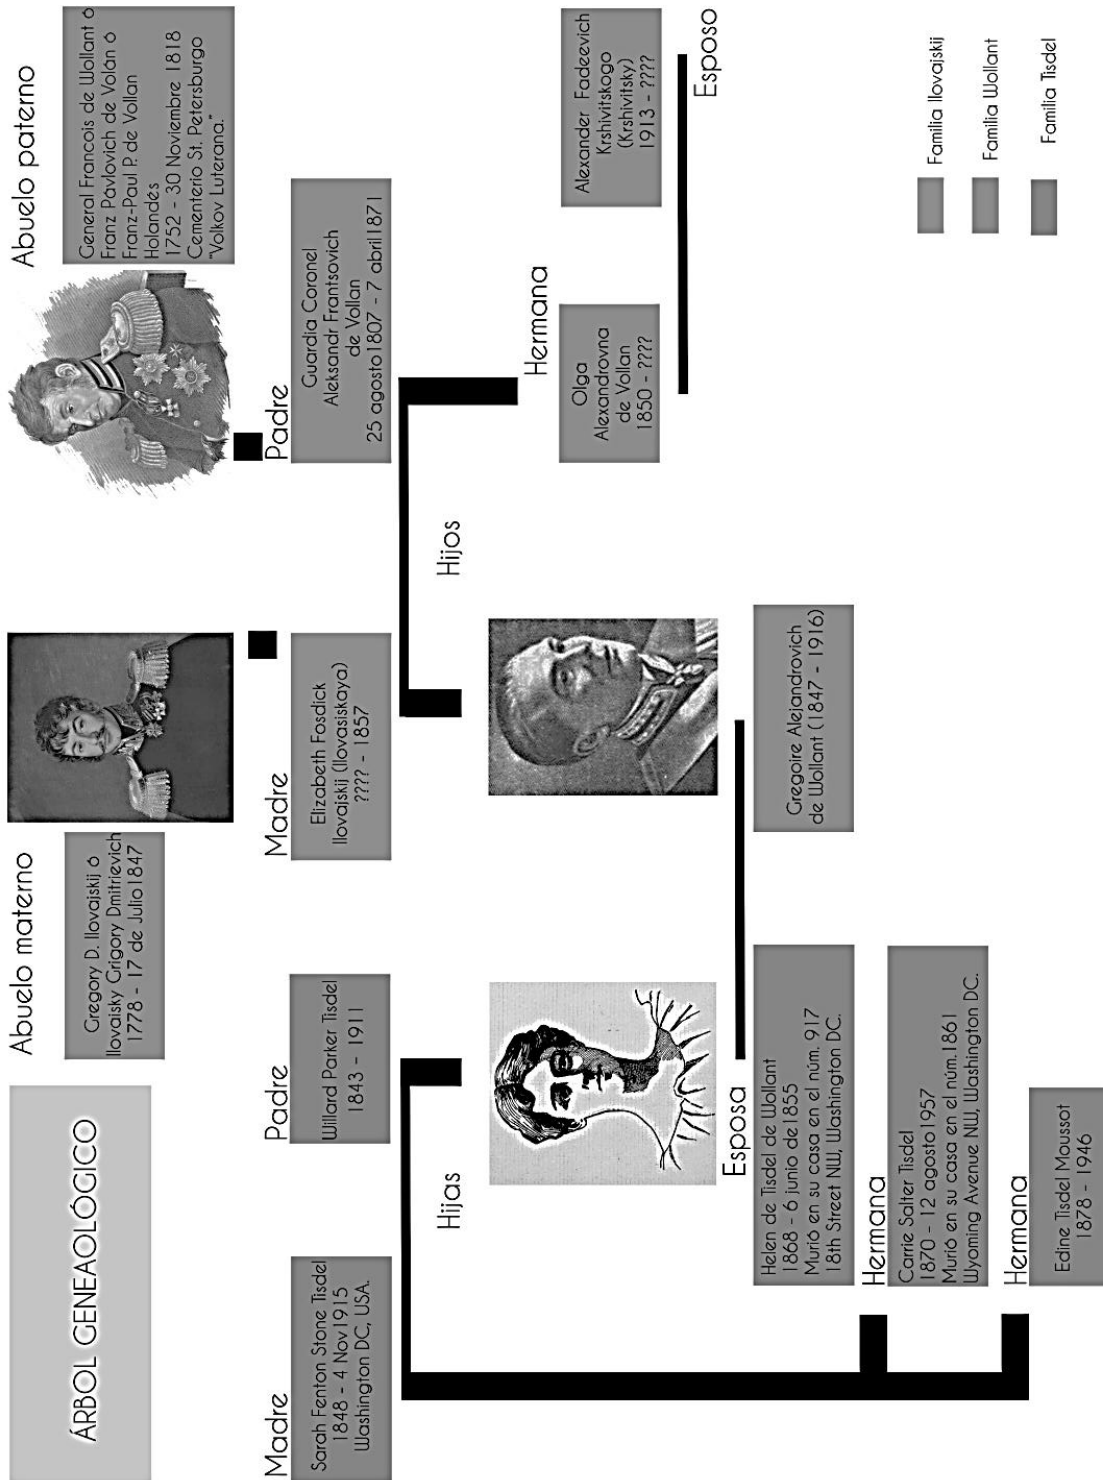 ÁRBOL GENEAOLÓGICO
Abuelo materno
Gregory D. Ilovajskij ó
Ilovaisky Grigory Dmitrievich
1778 - 17 de Julio 1847
Abuelo paterno
General Francois de Wollant ó
Franz Pávlovich de Volán ó
Franz-Paul P. de Vollan
Holandés
1752 - 30 Noviembre 1818
Cementerio St. Petersburgo
"Volkov Luterana."
Madre
Sarah Fenton Stone Tisdel
1848 - 4 Nov 1915
Washington DC, USA.
Padre
Willard Parker Tisdel
1843 - 1911
Madre
Elizabeth Fosdick
Ilovajskij (Ilovasiskaya)
???? - 1857
Padre
Guardia Coronel
Aleksandr Frantsovich
de Vollan
25 agosto 1807 - 7 abril 1871
Hijas
Hijos
Hermana
Olga
Alexandrovna
de Vollan
1850 - ????
Alexander Fadeevich
Krshivitskogo
(Krshivitsky)
1913 - ????
Esposo
Esposa
Helen de Tisdel de Wollant
1868 - 6 junio de 1855
Murió en su casa en el núm. 917
18th Street NW, Washington DC.
Gregoire Alejandrovich
de Wollant (1847 - 1916)
Hermana
Carrie Salter Tisdel
1870 - 12 agosto 1957
Murió en su casa en el núm. 1861
Wyoming Avenue NW, Washington DC.
Hermana
Edine Tisdel Moussot
1878 - 1946
Familia Ilovajskij
Familia Wollant
Familia Tisdel